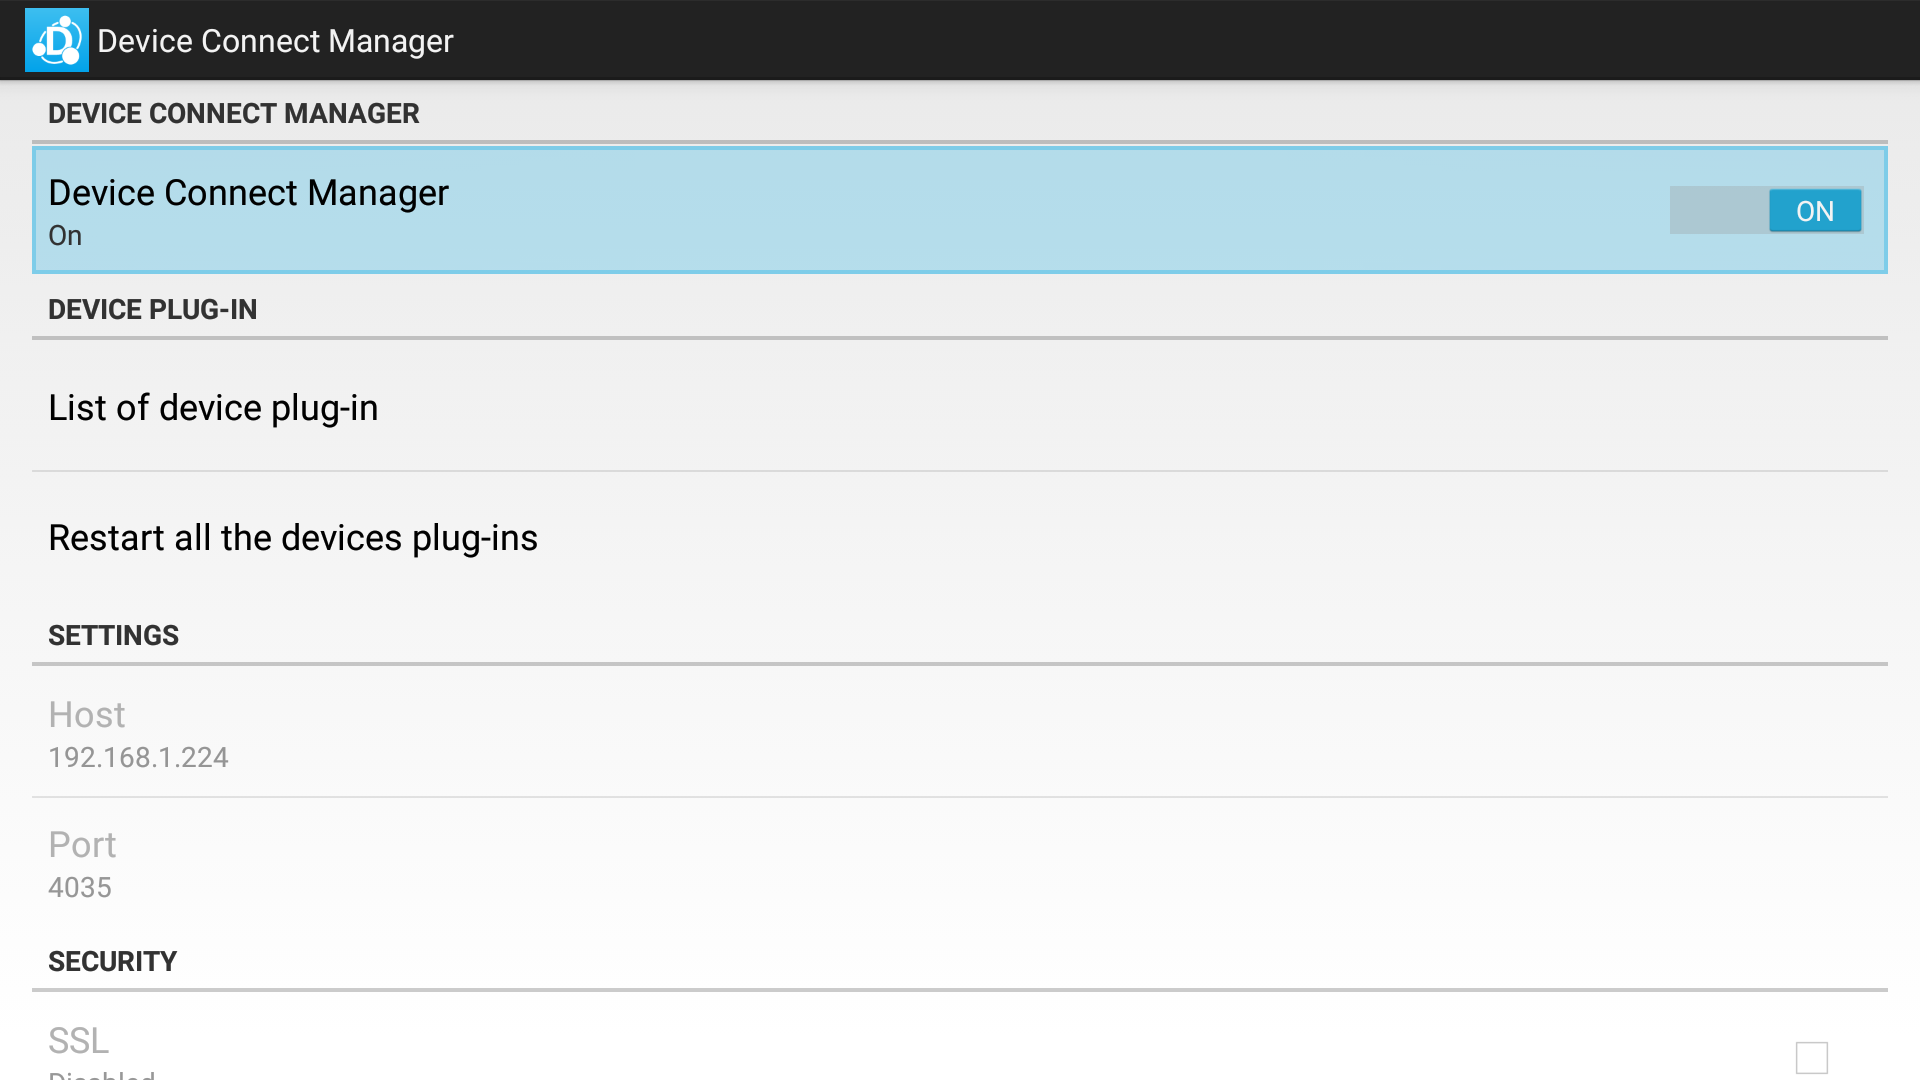 D
Device Connect Manager
DEVICE CONNECT MANAGER
Device Connect Manager
On
ON
DEVICE PLUG-IN
List of device plug-in
Restart all the devices plug-ins
SETTINGS
Host
192.168.1.224
Port
4035
SECURITY
SSL
Disabled